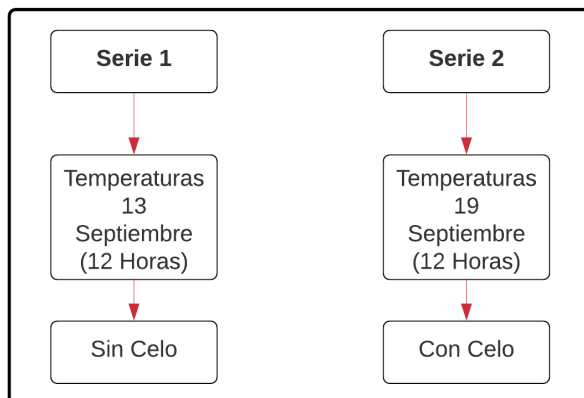 Serie 1
Serie 2
Temperaturas
13
Septiembre
(12 Horas)
Temperaturas
19
Septiembre
(12 Horas)
Sin Celo
Con Celo